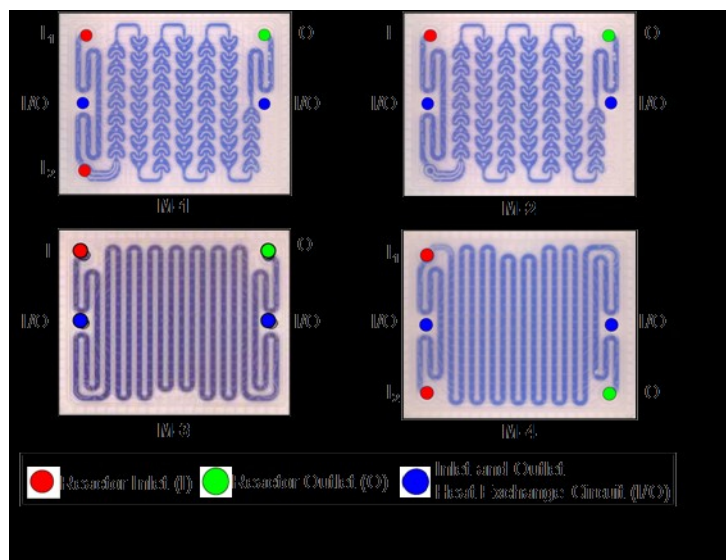 I1 O I O
I/O I/O I/O I/O
I2
M-1 M-2
I O I1
I/O I/O I/O I/O
I2 O
M-3 M-4
Reactor Inlet (I) Reactor Outlet (O) Inlet and Outlet
Heat Exchange Circuit (I/O)